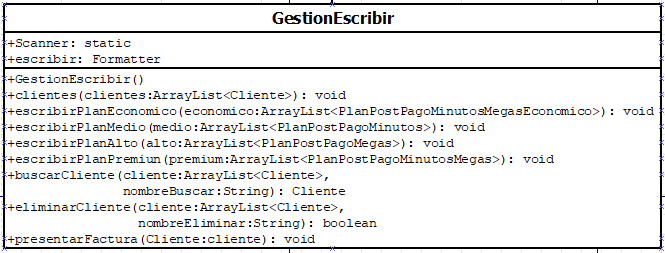 GestionEscribir
+Scanner: static
+escribir: Formatter
+GestionEscribir()
+clientes(clientes:ArrayList<Cliente>): void
+escribirPlanEconomico(economico:ArrayList<PlanPostPagoMinutosMegasEconomico>): void
+escribirPlanMedio(medio:ArrayList<PlanPostPagoMinutos>): void
+escribirPlanAlto(alto:ArrayList<PlanPostPagoMegas>): void
+escribirPlanPremiun(premium:ArrayList<PlanPostPagoMinutosMegas>): void
+buscarCliente(cliente:ArrayList<Cliente>,
nombreBuscar:String): Cliente
+eliminarCliente(cliente:ArrayList<Cliente>,
nombreEliminar:String): boolean
+presentarFactura(Cliente:cliente): void